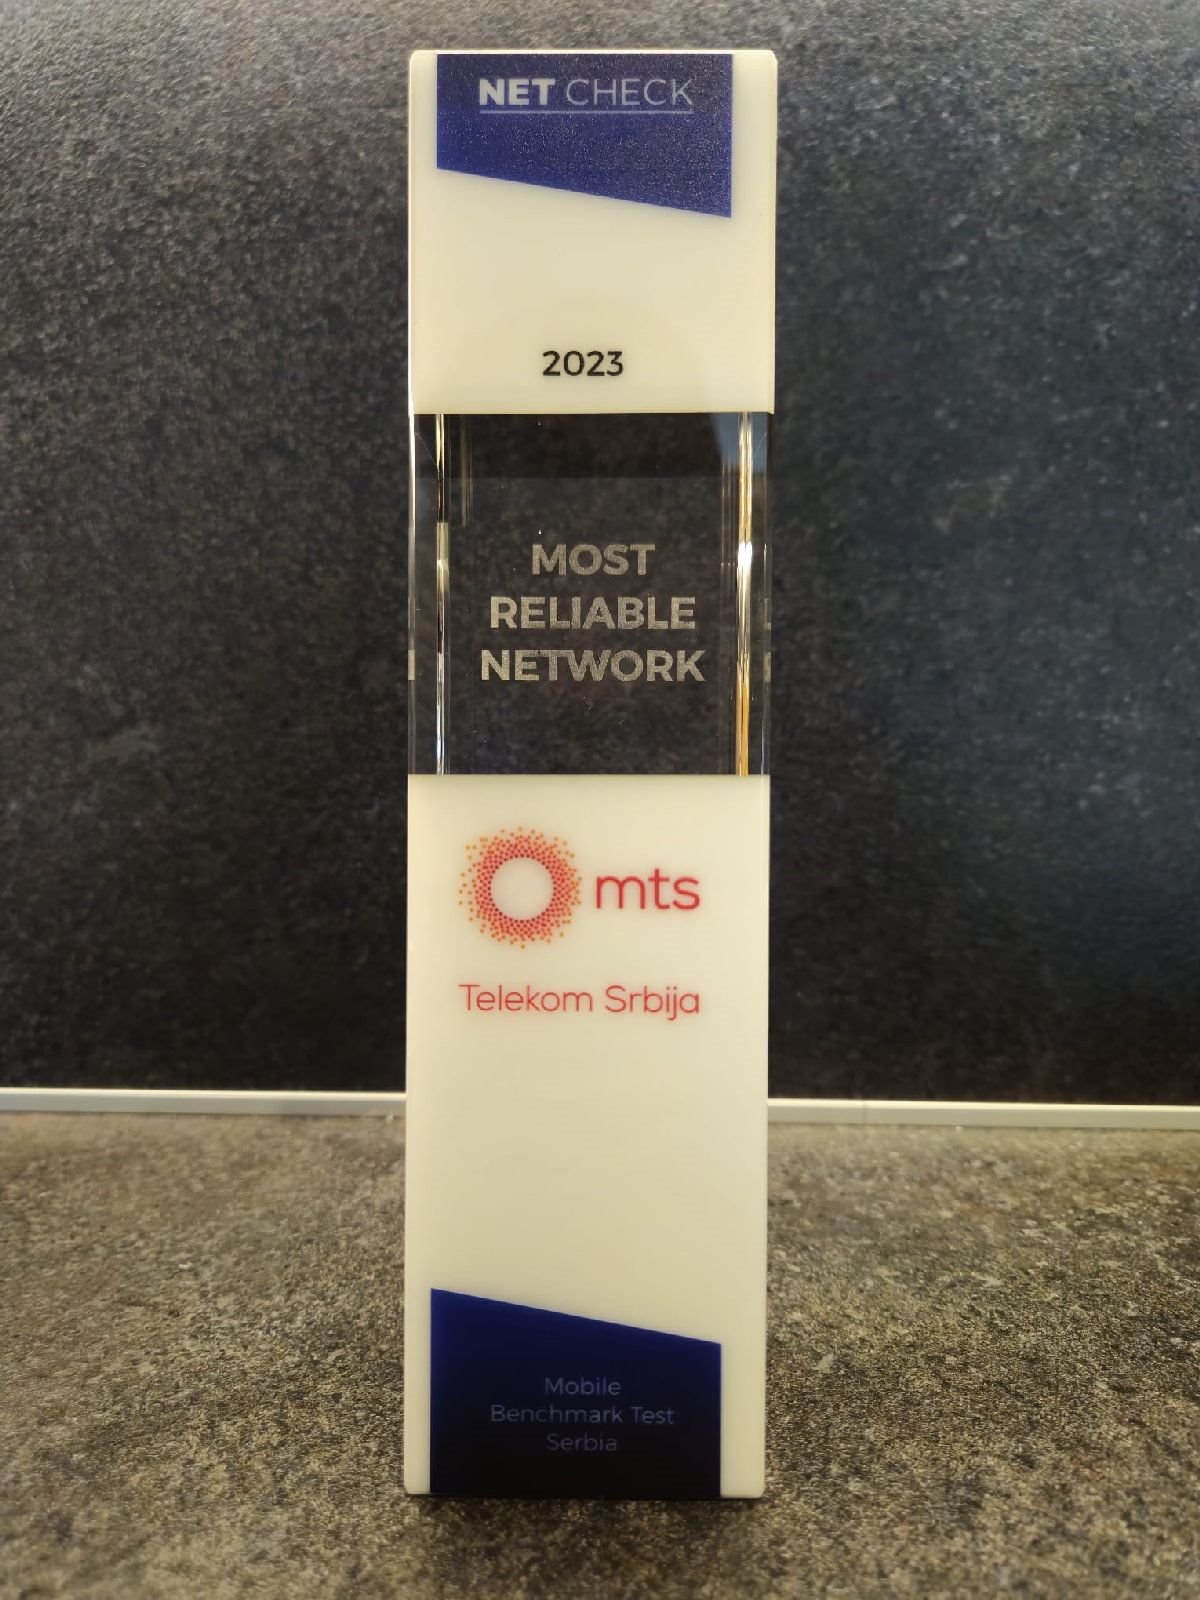 NET CHECK
2023
MOST
RELIABLE
NETWORK
mts
Telekom Srbija
Mobile
Benchmark Test
Serbia